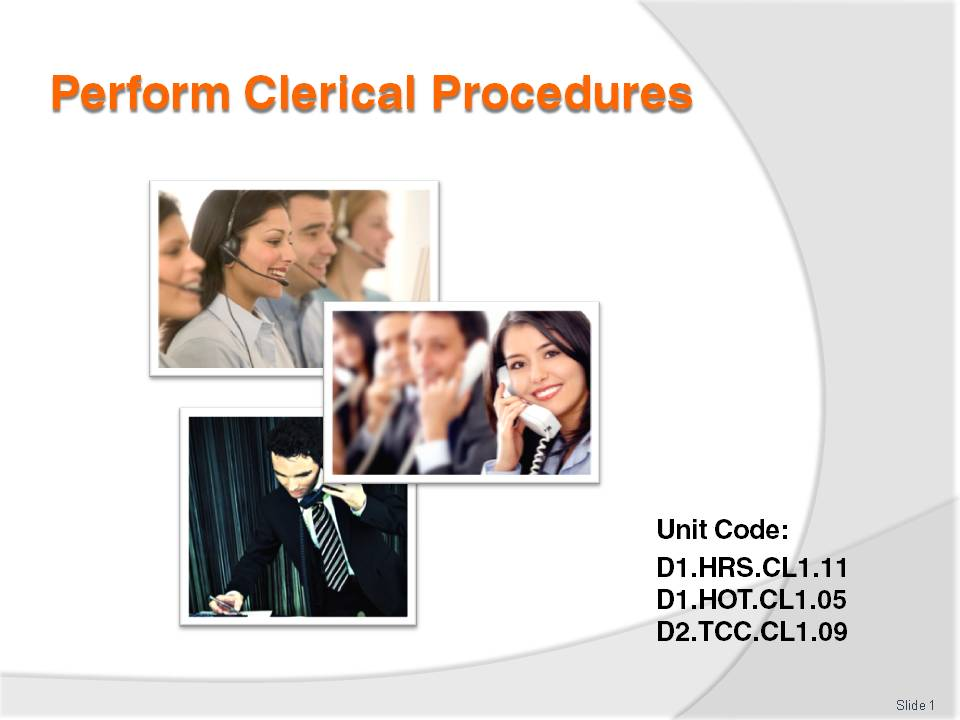 Perform Clerical Procedures
Unit Code:
D1.HRS.CL1.11
D1.HOT.CL1.05
D2.TCC.CL1.09
Slide 1